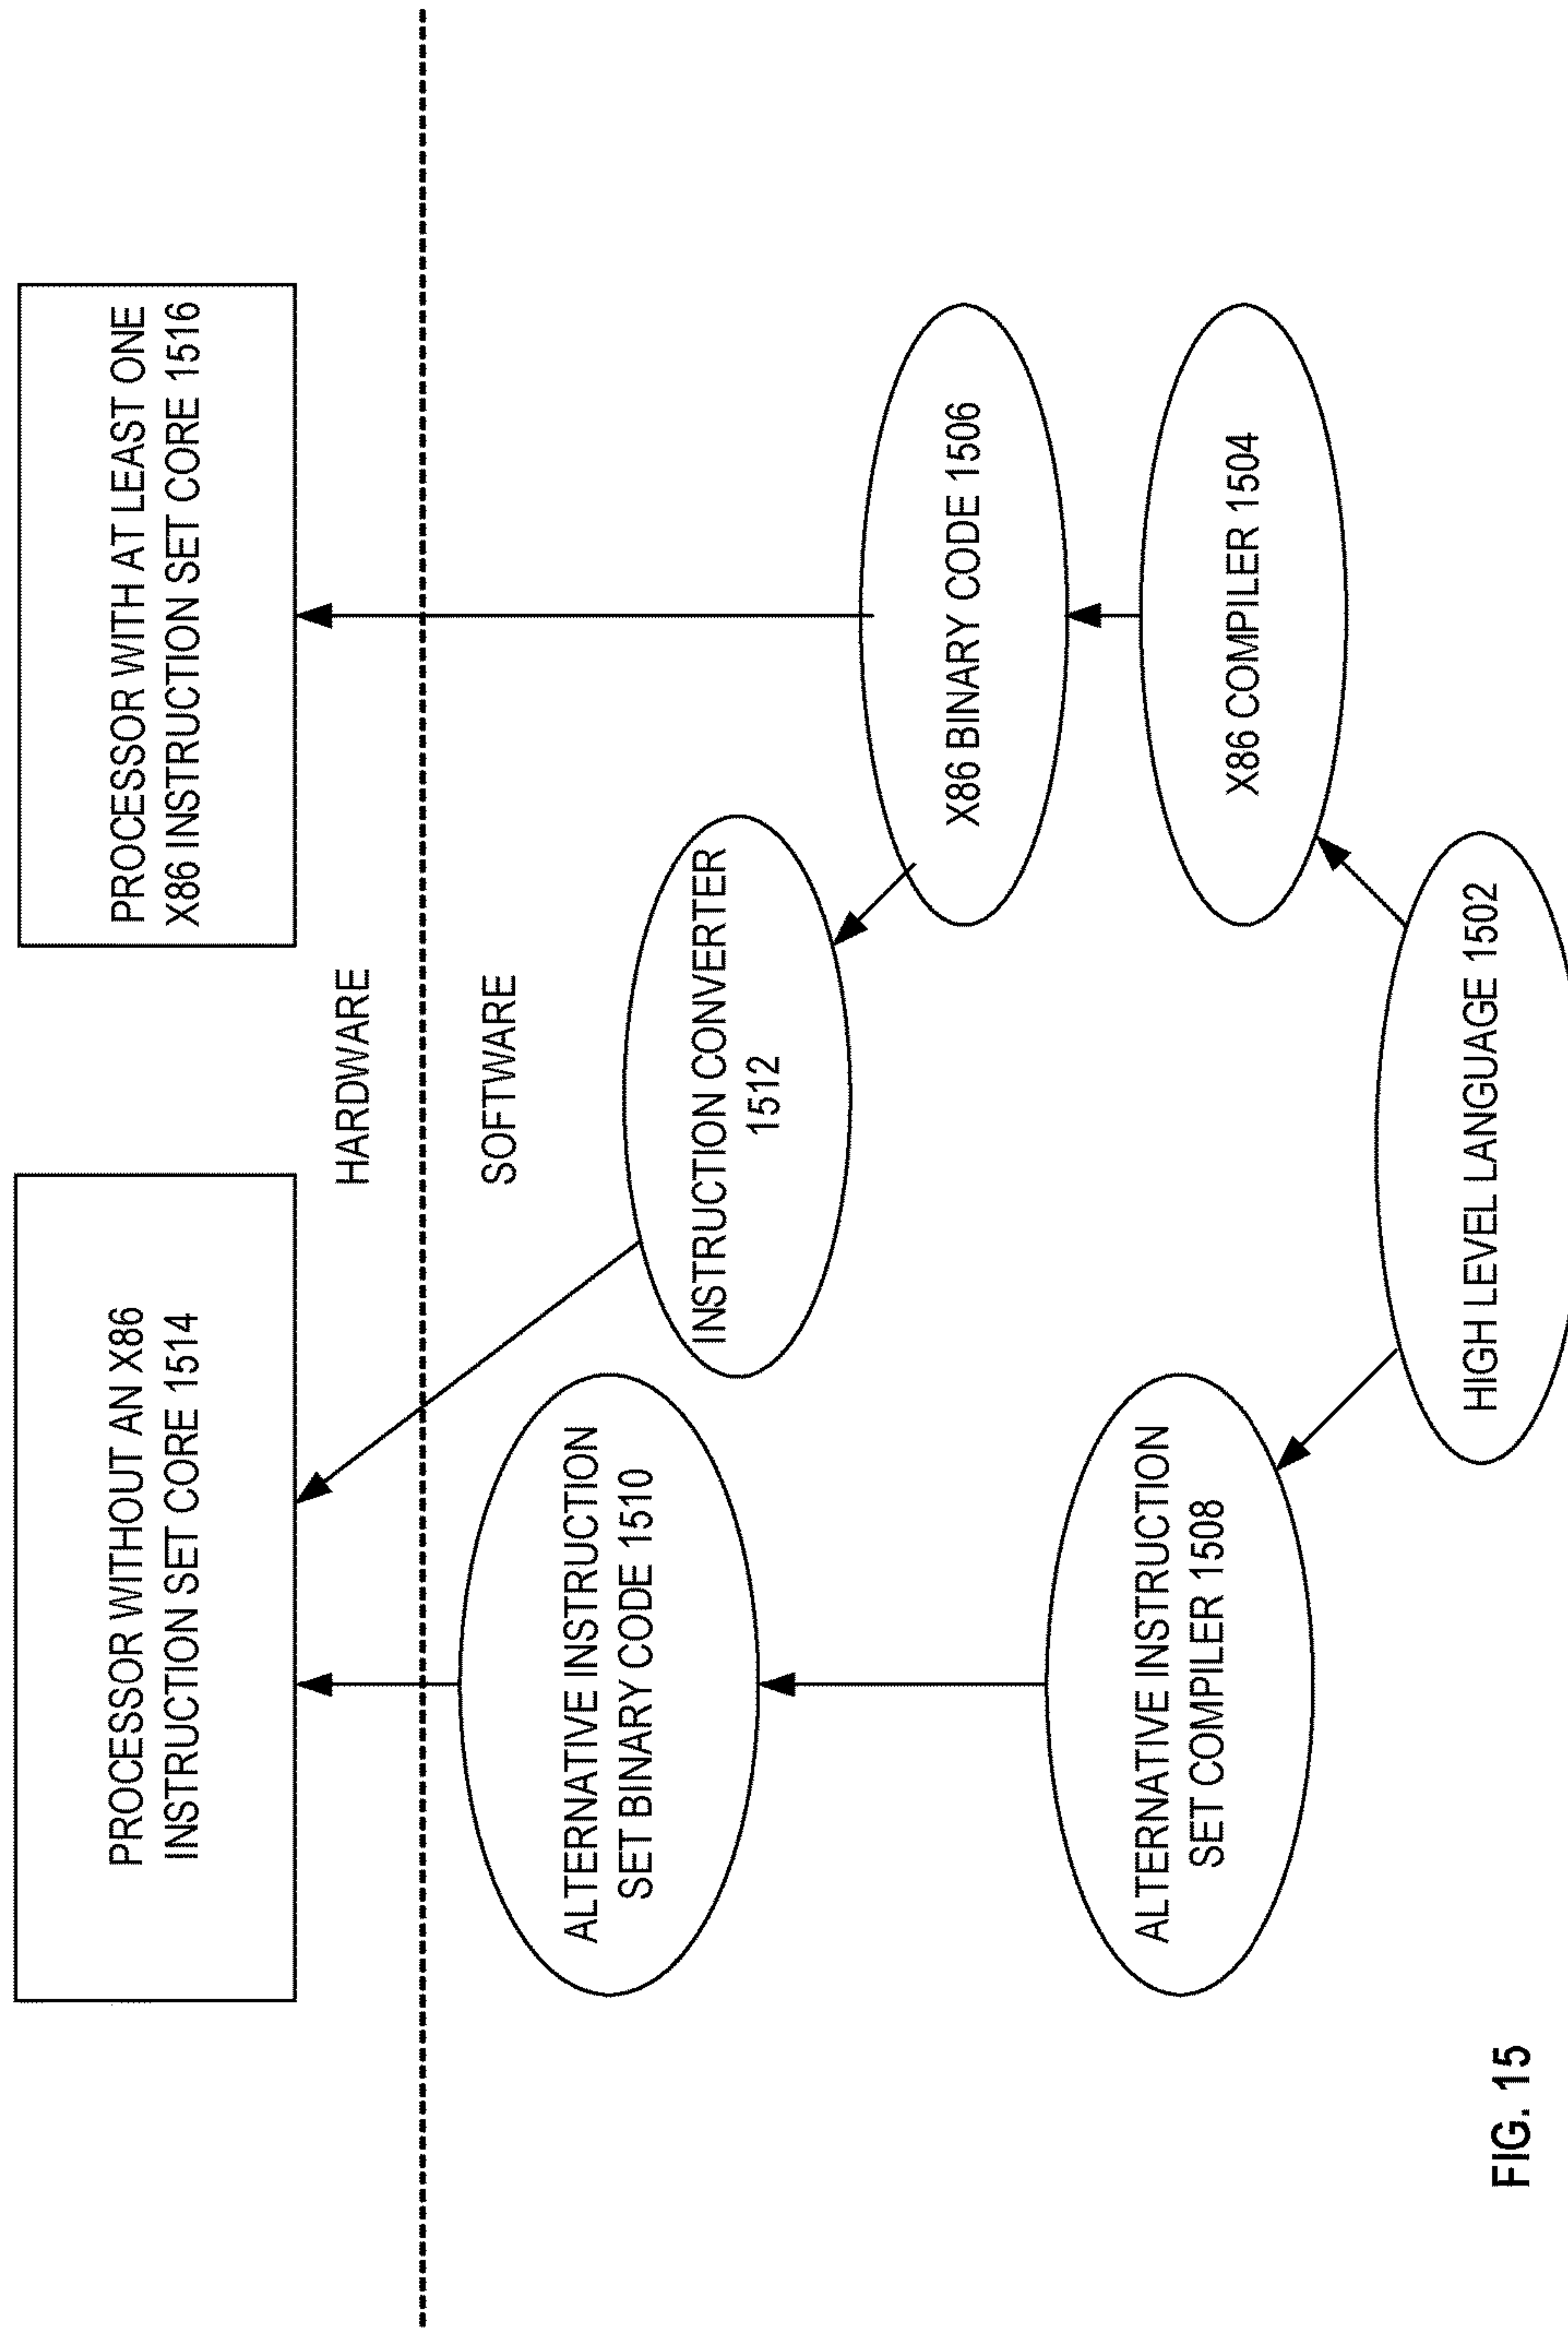 PROCESSOR WITHOUT AN X86
INSTRUCTION SET CORE 1514
PROCESSOR WITH AT LEAST ONE
X86 INSTRUCTION SET CORE 1516
HARDWARE
SOFTWARE
ALTERNATIVE INSTRUCTION
SET BINARY CODE 1510
INSTRUCTION CONVERTER
1512
X86 BINARY CODE 1506
ALTERNATIVE INSTRUCTION
SET COMPILER 1508
X86 COMPILER 1504
HIGH LEVEL LANGUAGE 1502
FIG. 15